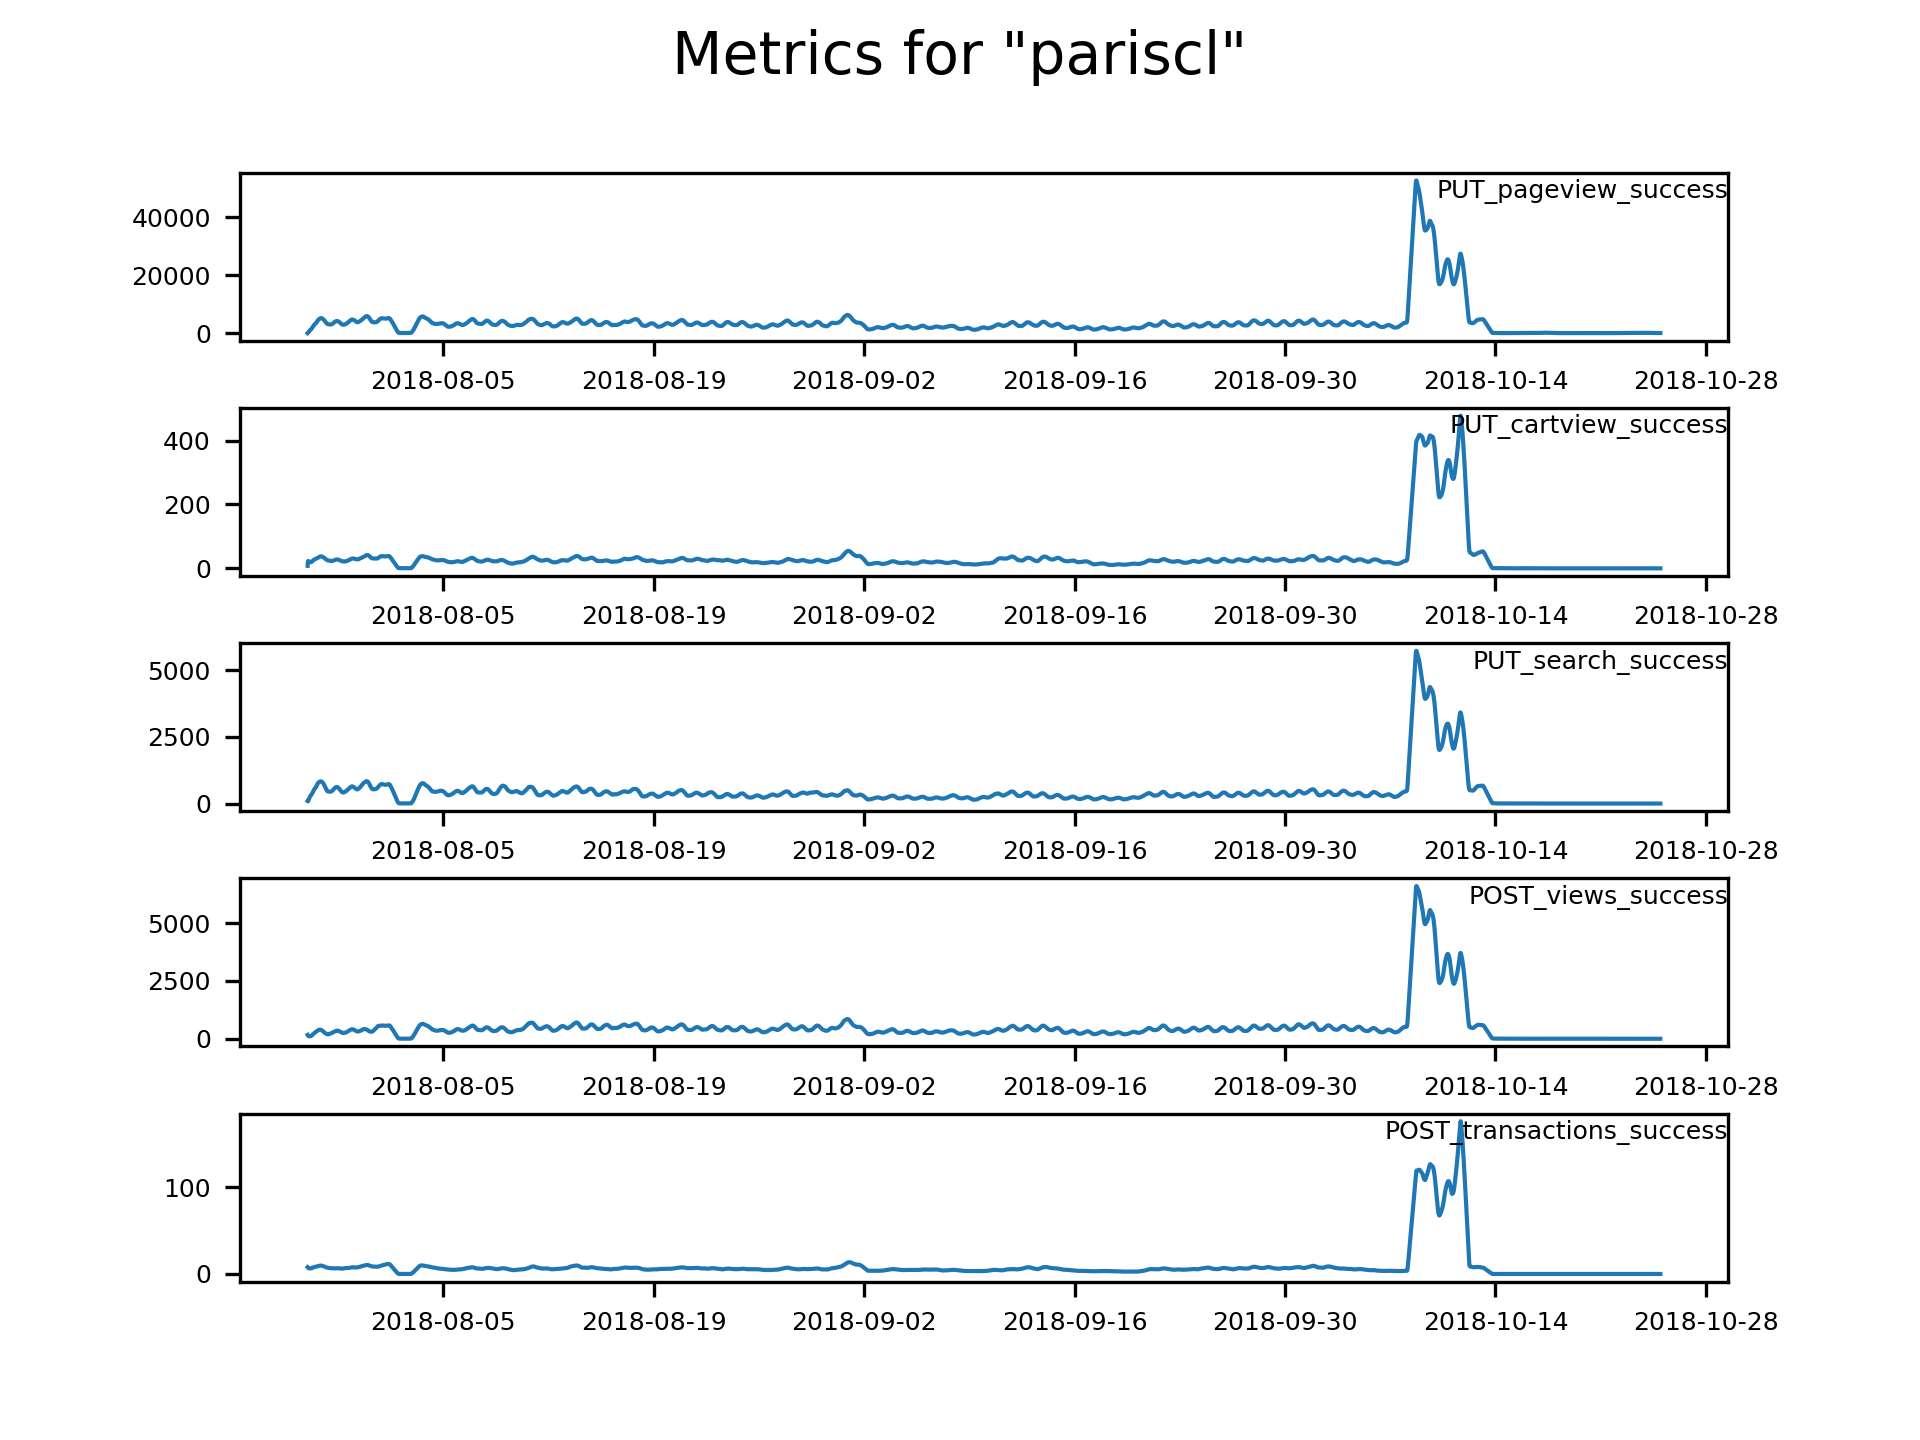 Metrics for "pariscl"
PUT_pageview_success
40000
20000
0
2018-08-05 2018-08-19 2018-09-02 2018-09-16 2018-09-30 2018-10-14 2018-10-28
PUT_cartview_success
400
200
0
2018-08-05 2018-08-19 2018-09-02 2018-09-16 2018-09-30 2018-10-14 2018-10-28
PUT_search_success
5000
2500
0
2018-08-05 2018-08-19 2018-09-02 2018-09-16 2018-09-30 2018-10-14 2018-10-28
POST_views_success
5000
2500
0
2018-08-05 2018-08-19 2018-09-02 2018-09-16 2018-09-30 2018-10-14 2018-10-28
POST_transactions_success
100
0
2018-08-05 2018-08-19 2018-09-02 2018-09-16 2018-09-30 2018-10-14 2018-10-28